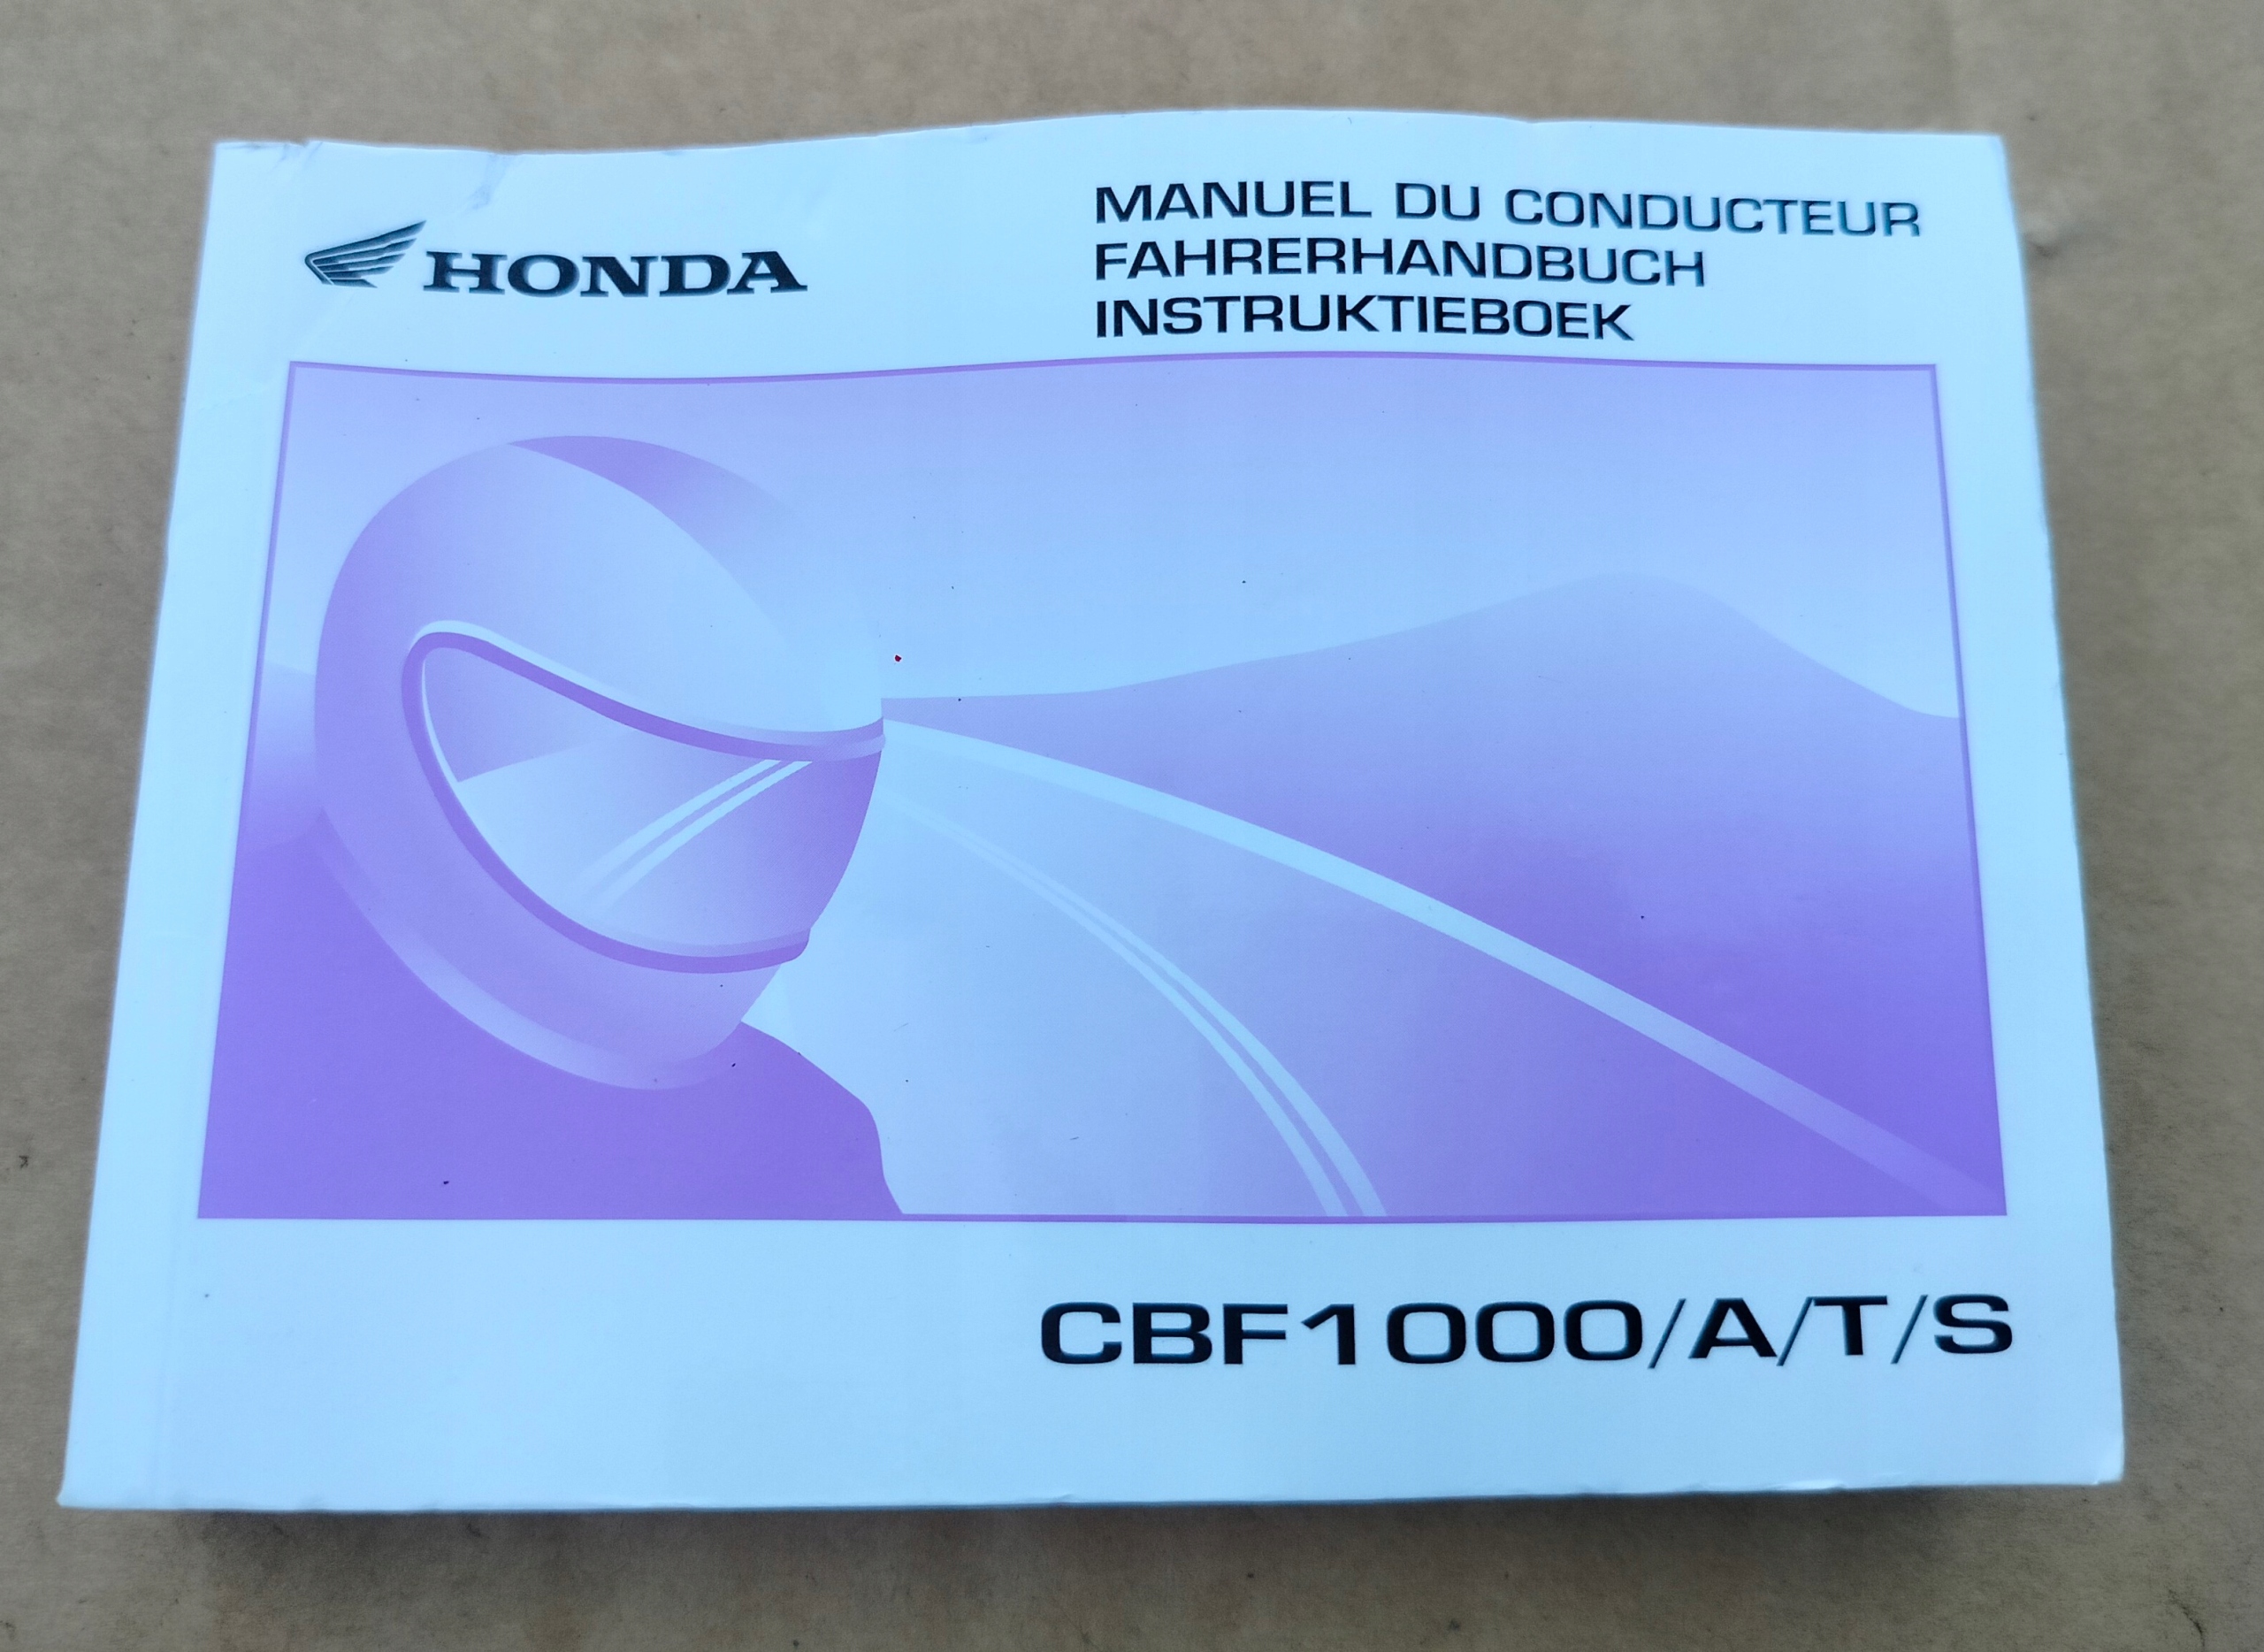 HONDA
MANUEL DU CONDUCTEUR
FAHRERHANDBUCH
INSTRUKTIEBOEK
CBF1000/A/T/S